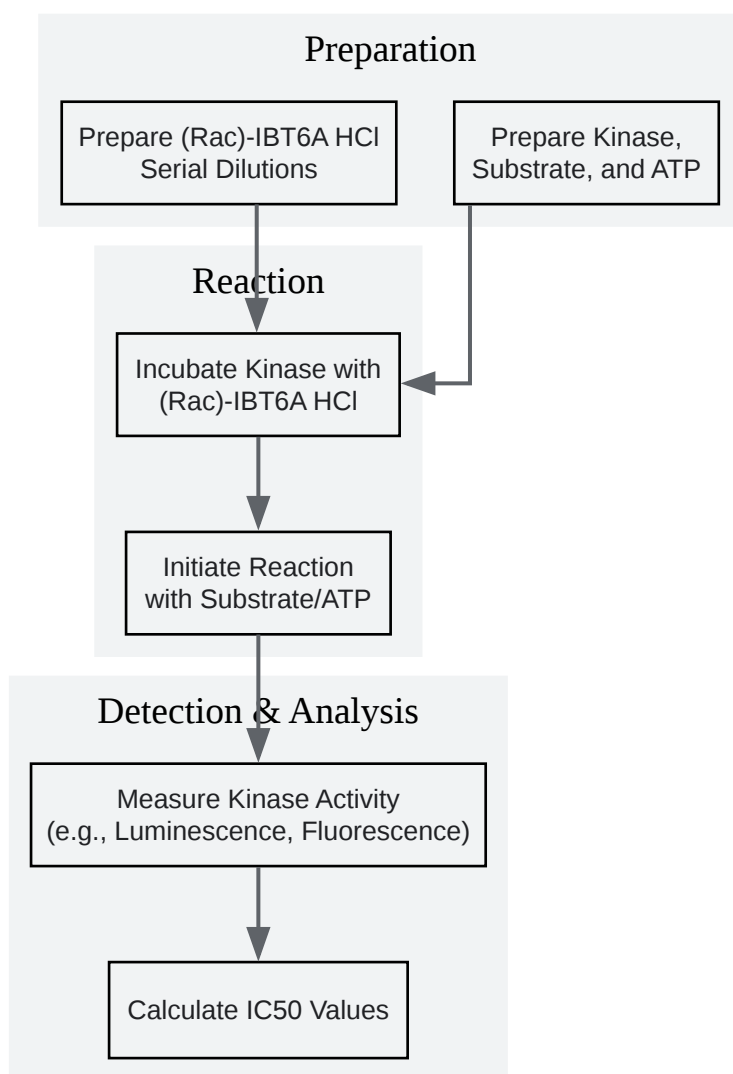 Preparation
Prepare (Rac)-IBT6A HCl
Serial Dilutions
Prepare Kinase,
Substrate, and ATP
Reaction
Incubate Kinase with
(Rac)-IBT6A HCl
Initiate Reaction
with Substrate/ATP
Detection & Analysis
Measure Kinase Activity
(e.g., Luminescence, Fluorescence)
Calculate IC50 Values